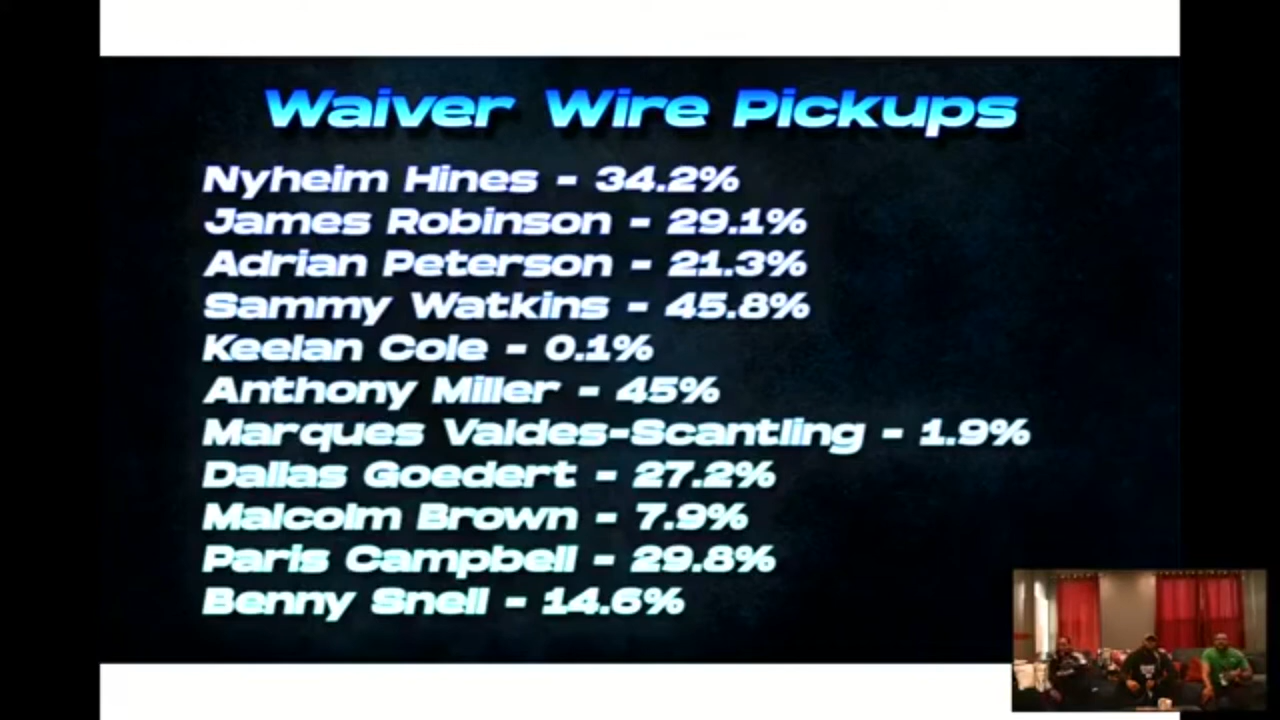 Waiver Wire Pickups
Nyheim Hines - 34.2%
James Robinson - 29.1%
Adrian Peterson - 21.3%
Sammy Watkins - 45.8%
Keelan Cole - 0.1%
Anthony Miller - 45%
Marques Valdes-Scantling - 1.9%
Dallas Goedert - 27.2%
Malcolm Brown - 7.9%
Paris Campbell - 29.8%
Benny Snell - 14.6%